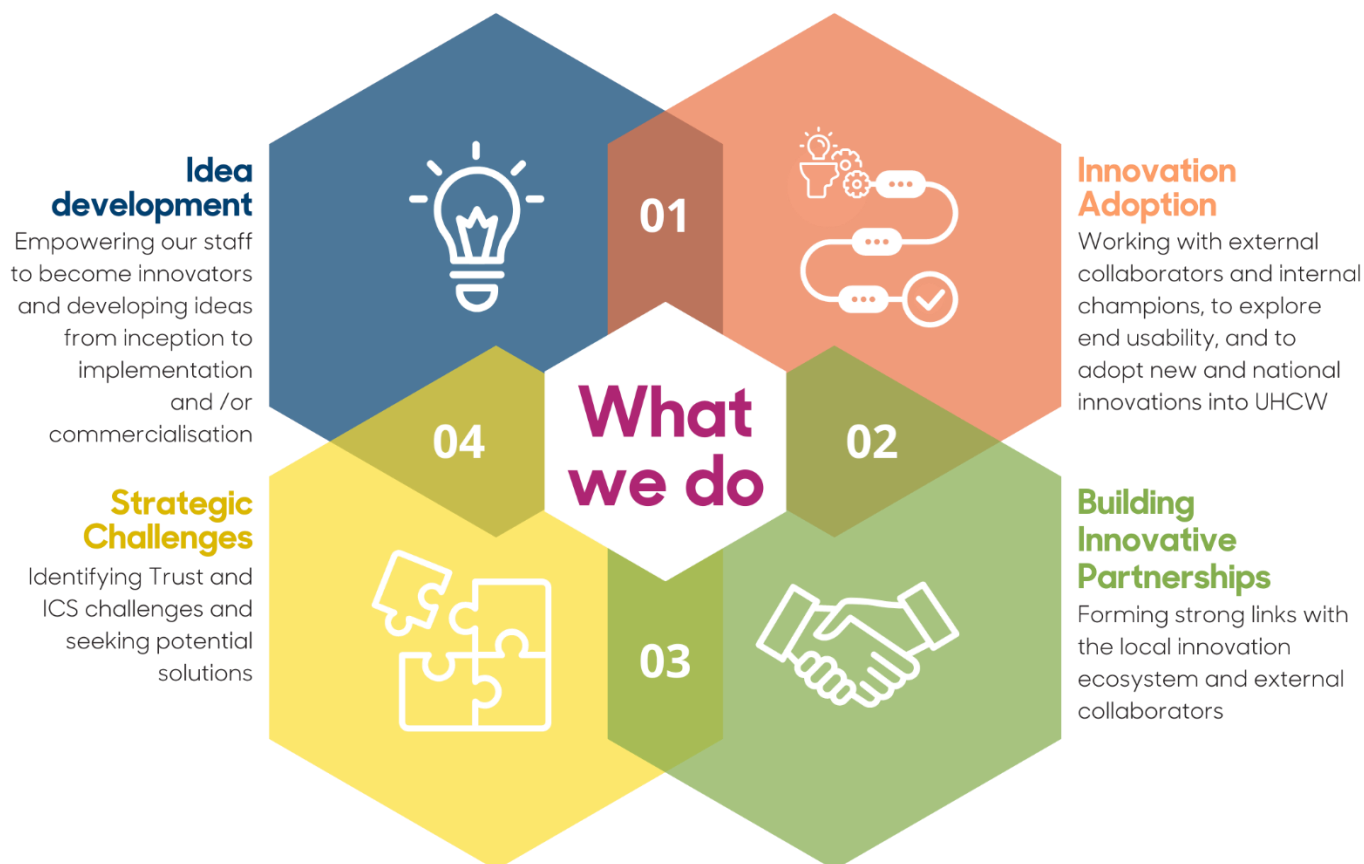 Idea
development
Empowering our staff
to become innovators
and developing ideas
from inception to
implementation
and /or
commercialisation
01
Innovation
Adoption
Working with external
collaborators and internal
champions, to explore
end usability, and to
adopt new and national
innovations into UHCW
What
we do
04
02
Strategic
Challenges
Identifying Trust and
ICS challenges and
seeking potential
solutions
03
Building
Innovative
Partnerships
Forming strong links with
the local innovation
ecosystem and external
collaborators